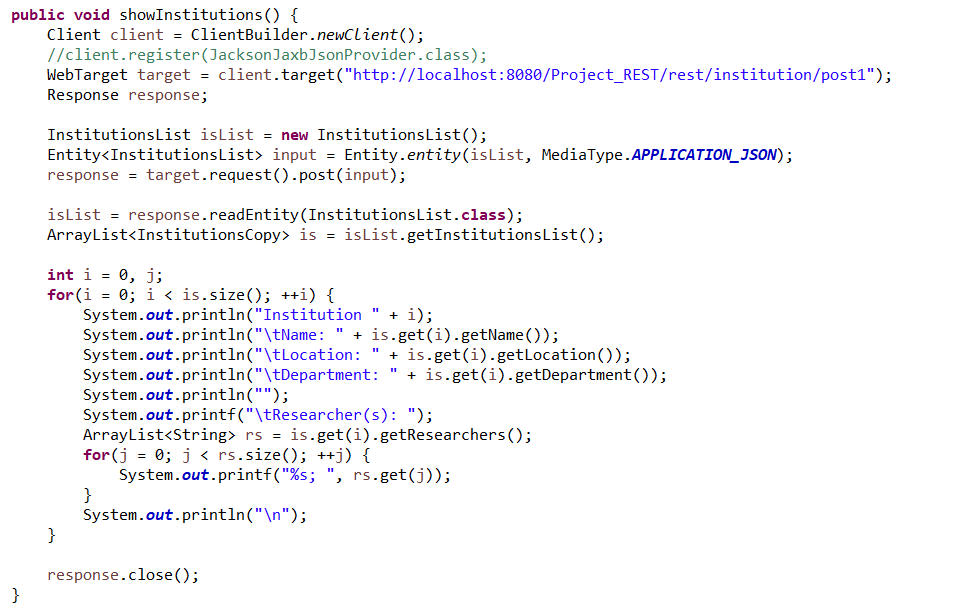 public void showInstitutions() {
    Client client = ClientBuilder.newClient();
    //client.register(JacksonJaxbJsonProvider.class);
    WebTarget target = client.target("http://localhost:8080/Project_REST/rest/institution/post1");
    Response response;

    InstitutionsList isList = new InstitutionsList();
    Entity<InstitutionsList> input = Entity.entity(isList, MediaType.APPLICATION_JSON);
    response = target.request().post(input);

    isList = response.readEntity(InstitutionsList.class);
    ArrayList<InstitutionsCopy> is = isList.getInstitutionsList();

    int i = 0, j;
    for(i = 0; i < is.size(); ++i) {
        System.out.println("Institution " + i);
        System.out.println("\tName: " + is.get(i).getName());
        System.out.println("\tLocation: " + is.get(i).getLocation());
        System.out.println("\tDepartment: " + is.get(i).getDepartment());
        System.out.println("");
        System.out.printf("\tResearcher(s): ");
        ArrayList<String> rs = is.get(i).getResearchers();
        for(j = 0; j < rs.size(); ++j) {
            System.out.printf("%s; ", rs.get(j));
        }
        System.out.println("\n");
    }

    response.close();
}